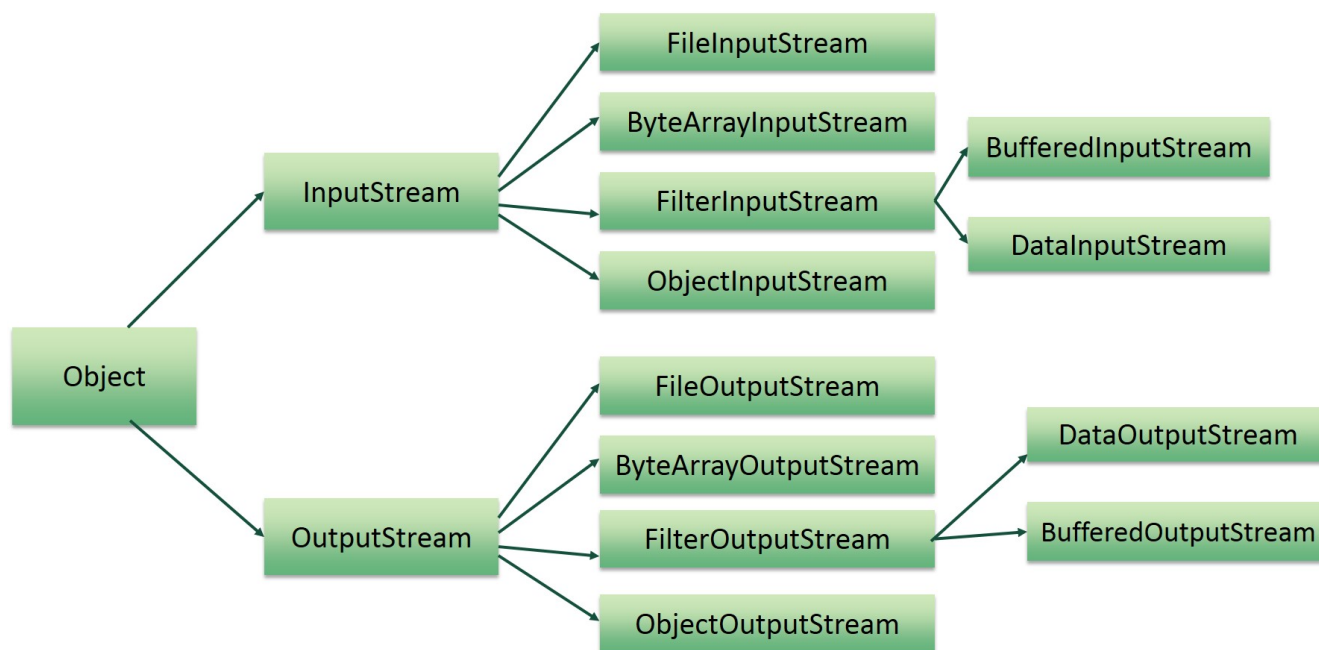 FileInputStream
ByteArrayInputStream
BufferedInputStream
InputStream
FilterInputStream
DataInputStream
ObjectInputStream
Object
FileOutputStream
DataOutputStream
ByteArrayOutputStream
OutputStream
FilterOutputStream
BufferedOutputStream
ObjectOutputStream